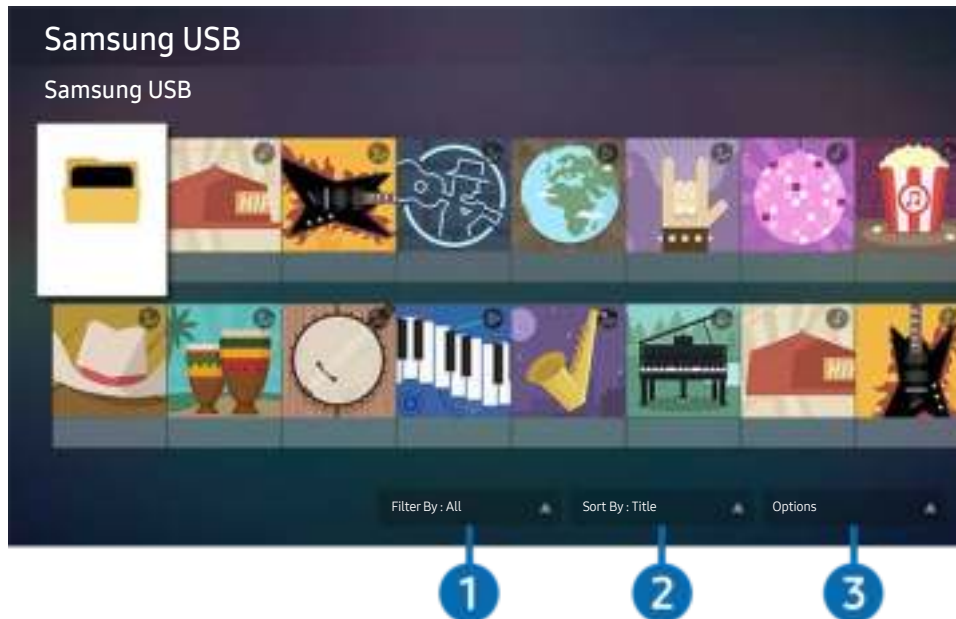 Samsung USB
Samsung USB
HIP
HIP
Filter By : All
Sort By : Title
Options
1
2
3